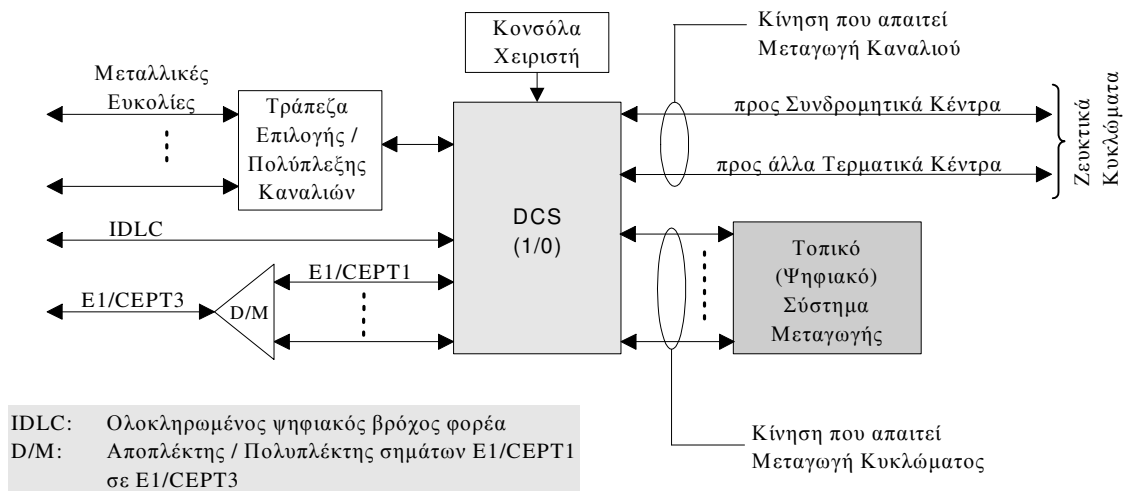 Κονσόλα
Χειριστή
Κίνηση που απαιτεί
Μεταγωγή Καναλιού
Μεταλλικές
Ευκολίες
Τράπεζα
Επιλογής /
Πολύπλεξης
Καναλιών
προς Συνδρομητικά Κέντρα
προς άλλα Τερματικά Κέντρα
Ζευκτικά
Κυκλώματα
DCS
(1/0)
IDLC
E1/CEPT1
E1/CEPT3
D/M
Τοπικό
(Ψηφιακό)
Σύστημα
Μεταγωγής
Κίνηση που απαιτεί
Μεταγωγή Κυκλώματος
IDLC: Ολοκληρωμένος ψηφιακός βρόχος φορέα
D/M: Αποπλέκτης / Πολυπλέκτης σημάτων E1/CEPT1
σε E1/CEPT3